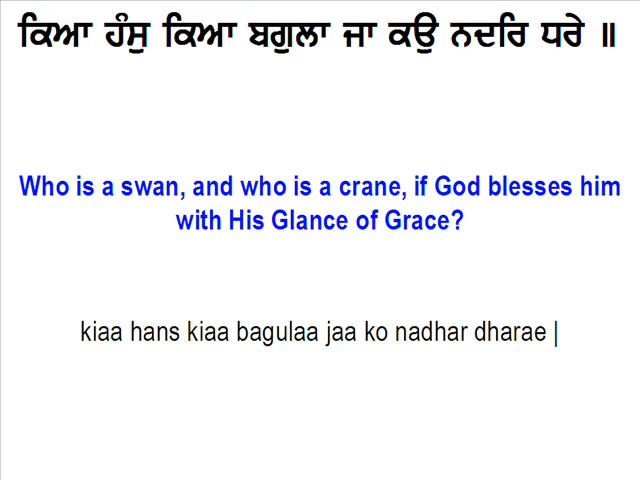 ਕਿਆ ਹੰਸੁ ਕਿਆ ਬਗੁਲਾ ਜਾ ਕਉ ਨਦਰਿ ਧਰੇ ॥
Who is a swan, and who is a crane, if God blesses him
with His Glance of Grace?
kiaa hans kiaa bagulaa jaa ko nadhar dharae |